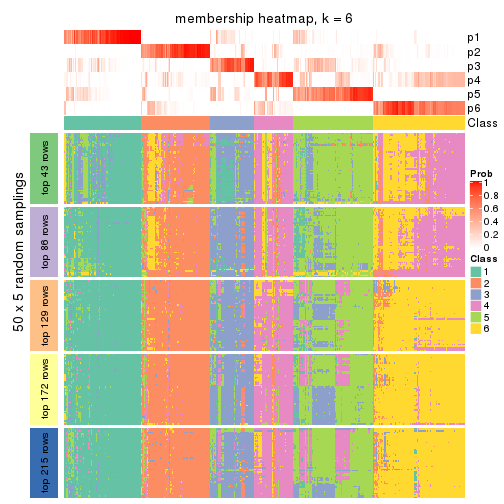 membership heatmap, k = 6
p1
p2
p3
p4
p5
p6
Class
50 x 5 random samplings
top 43 rows
top 86 rows
top 129 rows
top 172 rows
top 215 rows
Prob
1
0.8
0.6
0.4
0.2
0
Class
1
2
3
4
5
6